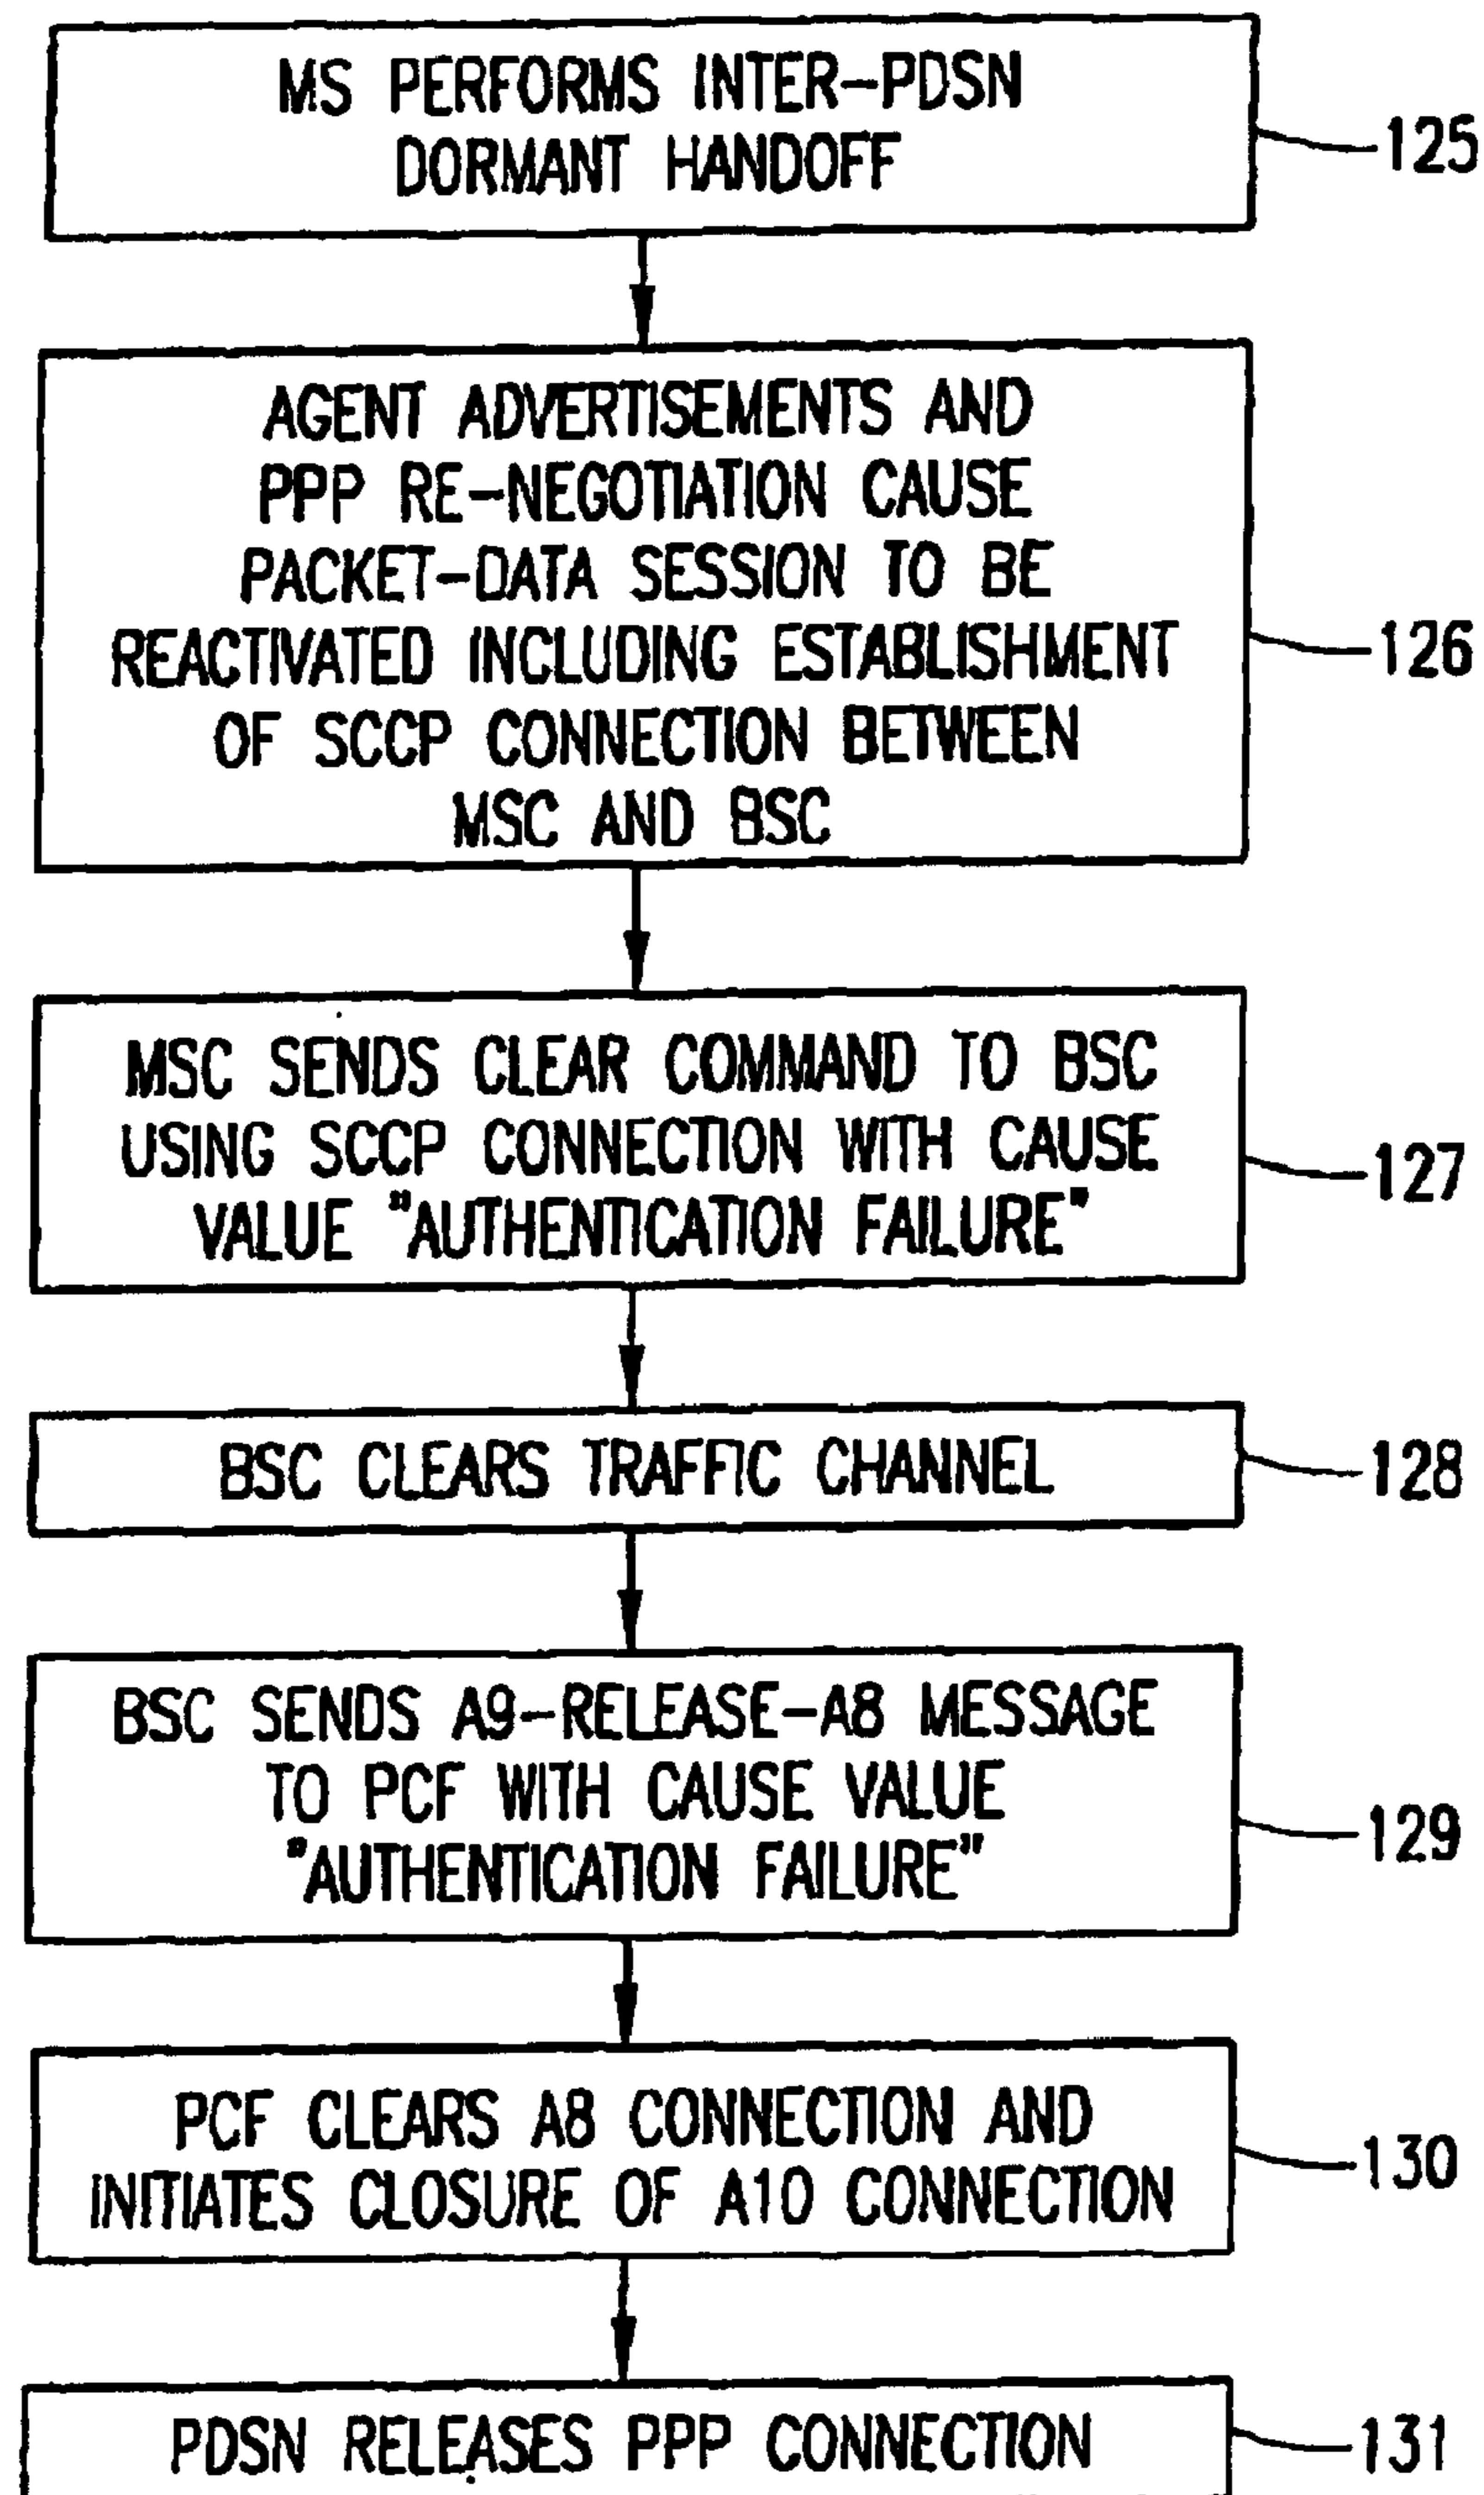 MS PERFORMS INTER-PDSN
DORMANT HANDOFF
125
AGENT ADVERTISEMENTS AND
PPP RE-NEGOTIATION CAUSE
PACKET-DATA SESSION TO BE
REACTIVATED INCLUDING ESTABLISHMENT
OF SCCP CONNECTION BETWEEN
MSC AND BSC
126
MSC SENDS CLEAR COMMAND TO BSC
USING SCCP CONNECTION WITH CAUSE
VALUE "AUTHENTICATION FAILURE"
127
BSC CLEARS TRAFFIC CHANNEL
128
BSC SENDS A9-RELEASE-A8 MESSAGE
TO PCF WITH CAUSE VALUE
"AUTHENTICATION FAILURE"
129
PCF CLEARS A8 CONNECTION AND
INITIATES CLOSURE OF A10 CONNECTION
130
PDSN RELEASES PPP CONNECTION
131